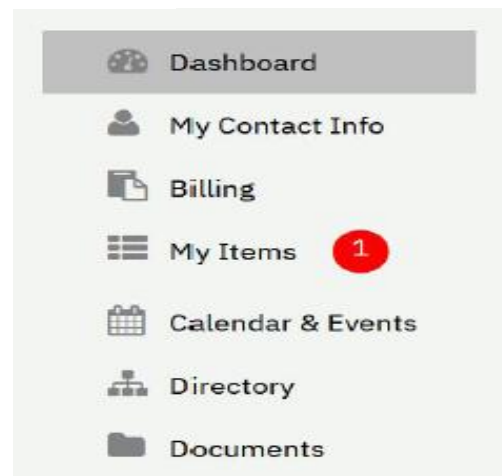 Dashboard
My Contact Info
Billing
My Items 1
Calendar & Events
Directory
Documents